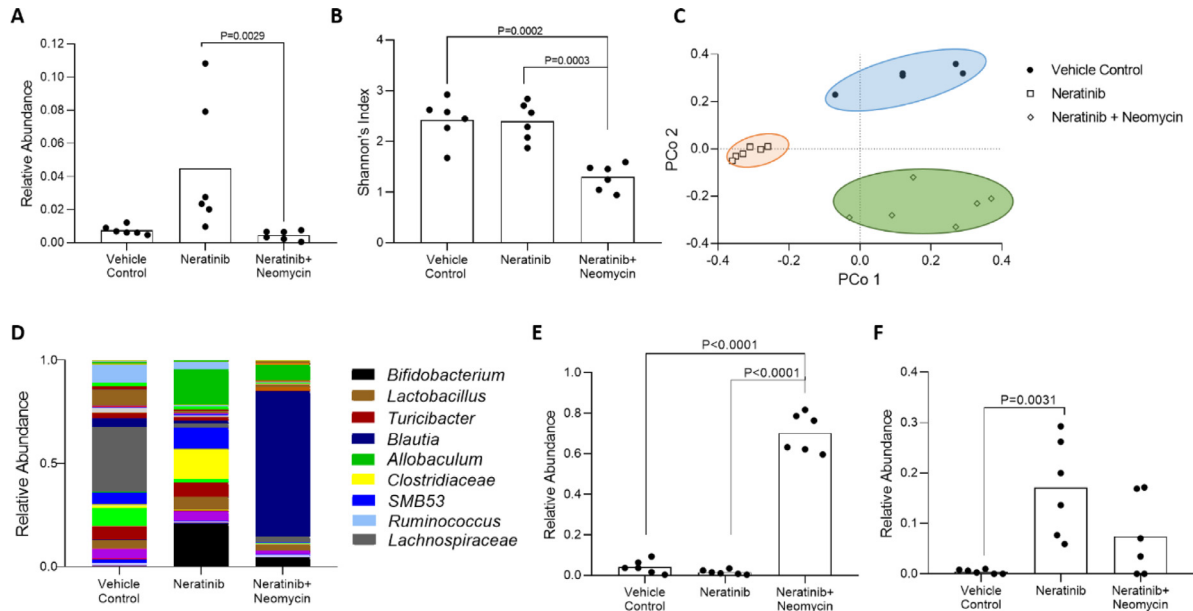 A
P=0.0029
0.12
0.10
0.08
0.06
0.04
0.02
0.00
Relative Abundance
Vehicle
Control
Neratinib
Neratinib+
Neomycin
B
P=0.0002
P=0.0003
4
3
2
1
0
Shannon's Index
Vehicle
Control
Neratinib
Neratinib+
Neomycin
C
0.4
0.2
0.0
-0.2
-0.4
PCo 2
-0.4
-0.2
0.0
0.2
0.4
PCo 1
Vehicle Control
Neratinib
Neratinib + Neomycin
D
1.0
0.5
0.0
Relative Abundance
Vehicle
Control
Neratinib
Neratinib+
Neomycin
Bifidobacterium
Lactobacillus
Turicibacter
Blautia
Allobaculum
Clostridiaceae
SMB53
Ruminococcus
Lachnospiraceae
E
P<0.0001
P<0.0001
1.0
0.8
0.6
0.4
0.2
0.0
Relative Abundance
Vehicle
Control
Neratinib
Neratinib+
Neomycin
F
P=0.0031
0.4
0.3
0.2
0.1
0.0
Relative Abundance
Vehicle
Control
Neratinib
Neratinib+
Neomycin